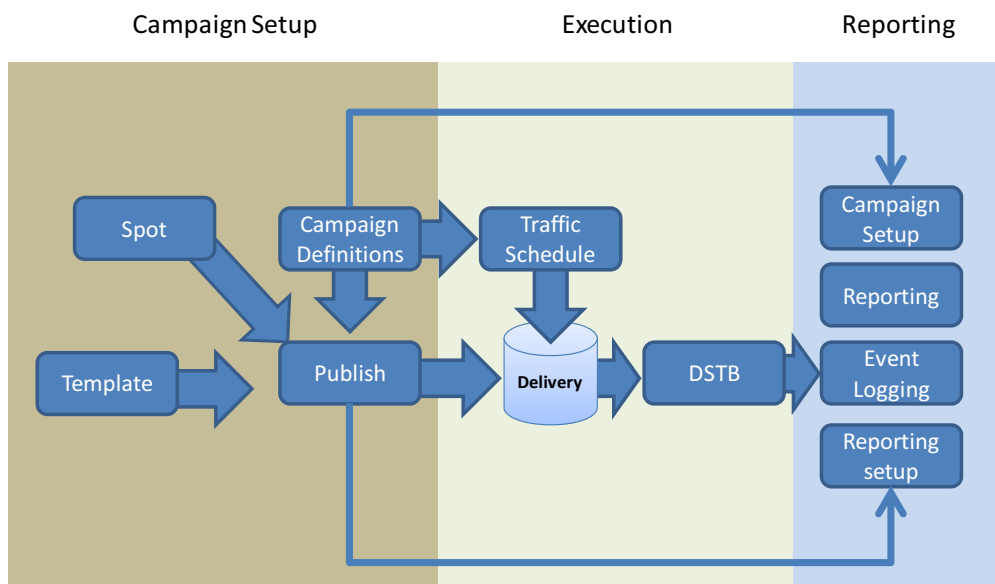 Campaign Setup
Execution
Reporting
Spot
Campaign
Definitions
Traffic
Schedule
Campaign
Setup
Reporting
Template
Publish
Delivery
DSTB
Event
Logging
Reporting
setup